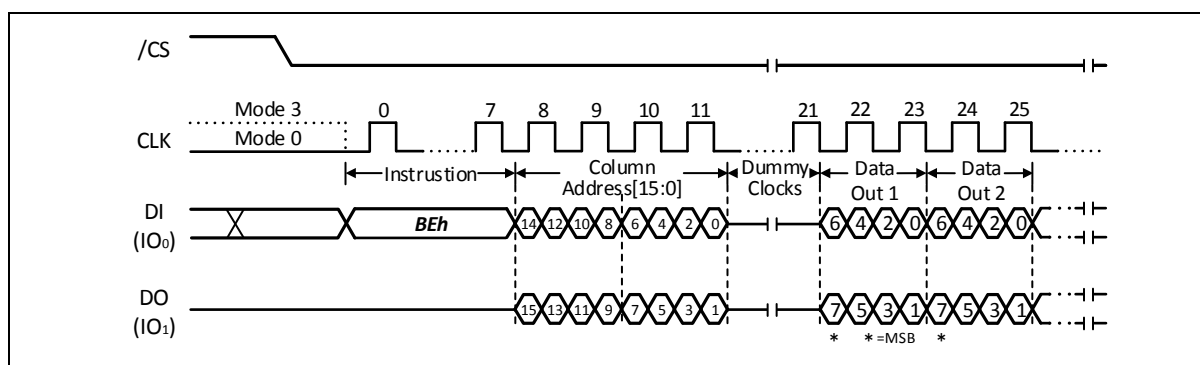 /CS
Mode 3
0 7 8 9 10 11 21 22 23 24 25
CLK
Mode 0
Instrustion
Column
Address[15:0]
Dummy
Clocks
Data
Out 1
Data
Out 2
DI
(IO0)
BEh
14 12 10 8 6 4 2 0
6 4 2 0 6 4 2 0
DO
(IO1)
15 13 11 9 7 5 3 1
7 5 3 1 7 5 3 1
* * =MSB *